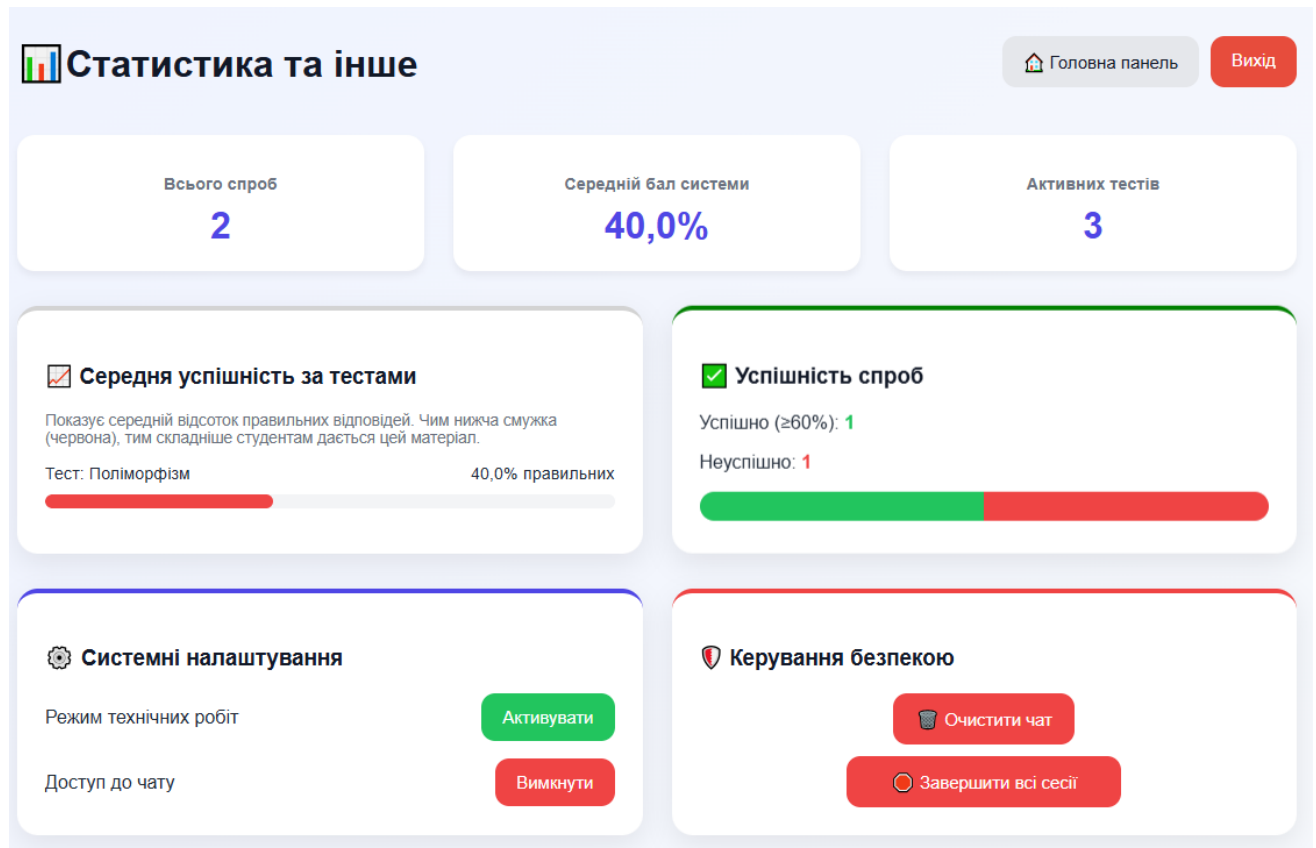 Статистика та інше
Головна панель
Вихід
Всього спроб
2
Середній бал системи
40,0%
Активних тестів
3
Середня успішність за тестами
Показує середній відсоток правильних відповідей. Чим нижча смужка
(червона), тим складніше студентам дається цей матеріал.
Тест: Поліморфізм
40,0% правильних
Успішність спроб
Успішно (≥60%): 1
Неуспішно: 1
Системні налаштування
Режим технічних робіт
Активувати
Доступ до чату
Вимкнути
Керування безпекою
Очистити чат
Завершити всі сесії